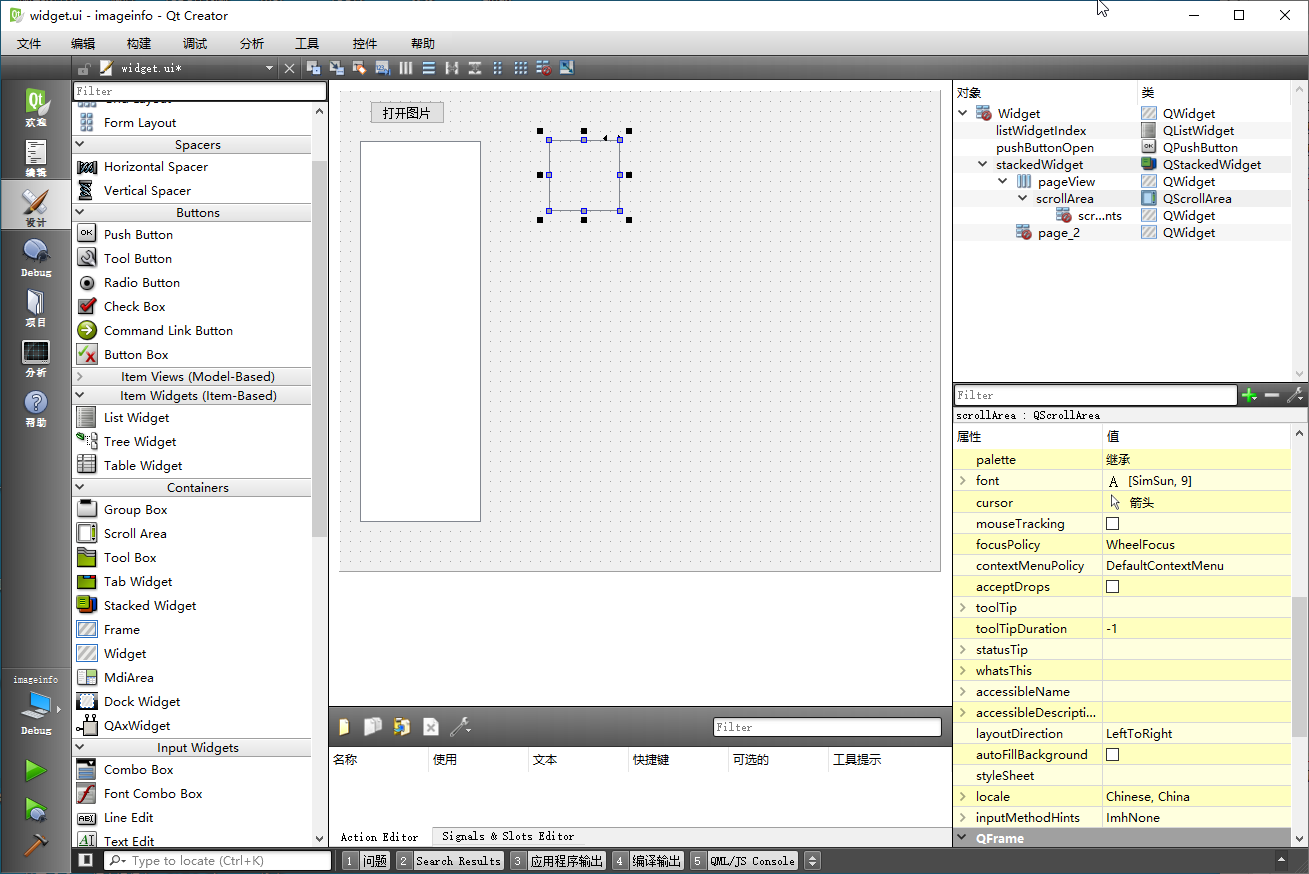 widget.ui - imageinfo - Qt Creator
文件 编辑 构建 调试 分析 工具 控件 帮助
widget.ui*
欢迎
编辑
设计
Debug
项目
分析
帮助
imageinfo
Debug
Filter
Form Layout
Spacers
Horizontal Spacer
Vertical Spacer
Buttons
OK Push Button
Tool Button
Radio Button
Check Box
Command Link Button
Button Box
Item Views (Model-Based)
Item Widgets (Item-Based)
List Widget
Tree Widget
Table Widget
Containers
Group Box
Scroll Area
Tool Box
Tab Widget
Stacked Widget
Frame
Widget
MdiArea
Dock Widget
QAxWidget
Input Widgets
Combo Box
Font Combo Box
Line Edit
Text Edit
打开图片
Filter
名称 使用 文本 快捷键 可选的 工具提示
Action Editor Signals & Slots Editor
对象 类
Widget QWidget
listWidgetIndex QListWidget
pushButtonOpen OK QPushButton
stackedWidget QStackedWidget
pageView QWidget
scrollArea QScrollArea
scr...nts QWidget
page_2 QWidget
Filter
scrollArea : QScrollArea
属性 值
palette 继承
font A [SimSun, 9]
cursor 箭头
mouseTracking
focusPolicy WheelFocus
contextMenuPolicy DefaultContextMenu
acceptDrops
toolTip
toolTipDuration -1
statusTip
whatsThis
accessibleName
accessibleDescripti...
layoutDirection LeftToRight
autoFillBackground
styleSheet
locale Chinese, China
inputMethodHints ImhNone
QFrame
Type to locate (Ctrl+K) 1 问题 2 Search Results 3 应用程序输出 4 编译输出 5 QML/JS Console